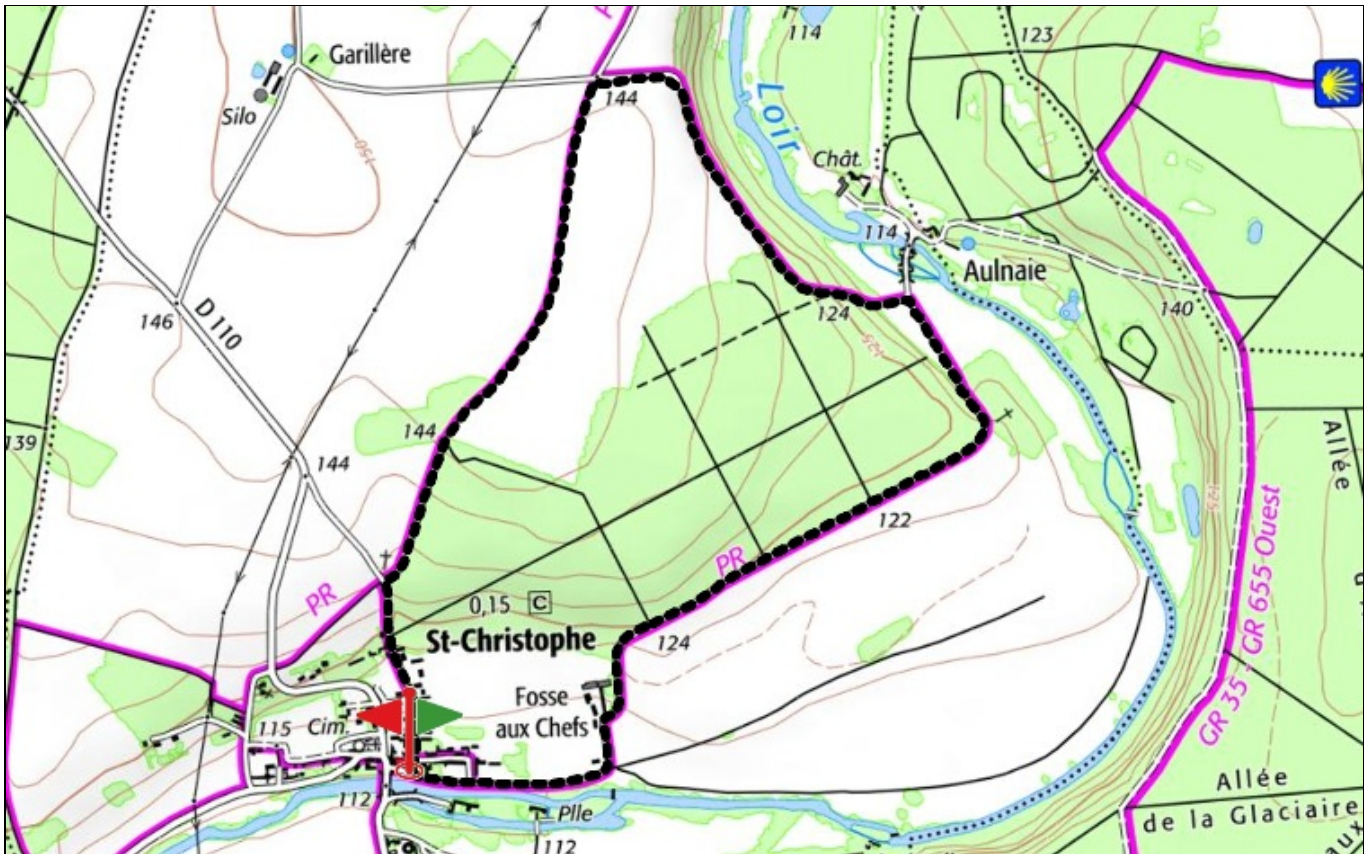 114
123
Garillère
Silo
144
Loir
150
Chât.
114
Aulnaie
140
146
D 110
124
125
139
144
144
Allée
122
125
PR
PR
0,15 C
St-Christophe
124
GR 35 - GR 655 Ouest
Fosse
aux Chefs
115
Cim.
112
Plle
112
Allée
de la Glaciaire
aux